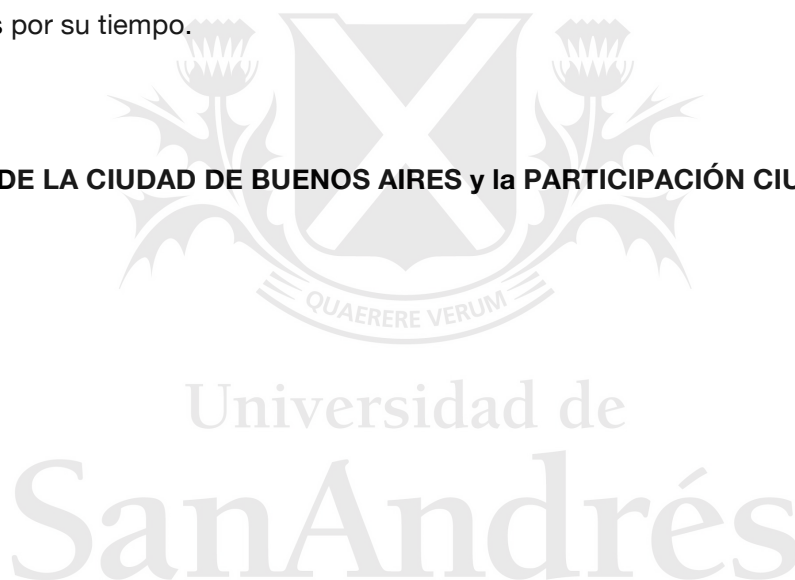 s por su tiempo.
DE LA CIUDAD DE BUENOS AIRES y la PARTICIPACIÓN CIU
QUAERERE VERUM
Universidad de
SanAndrés